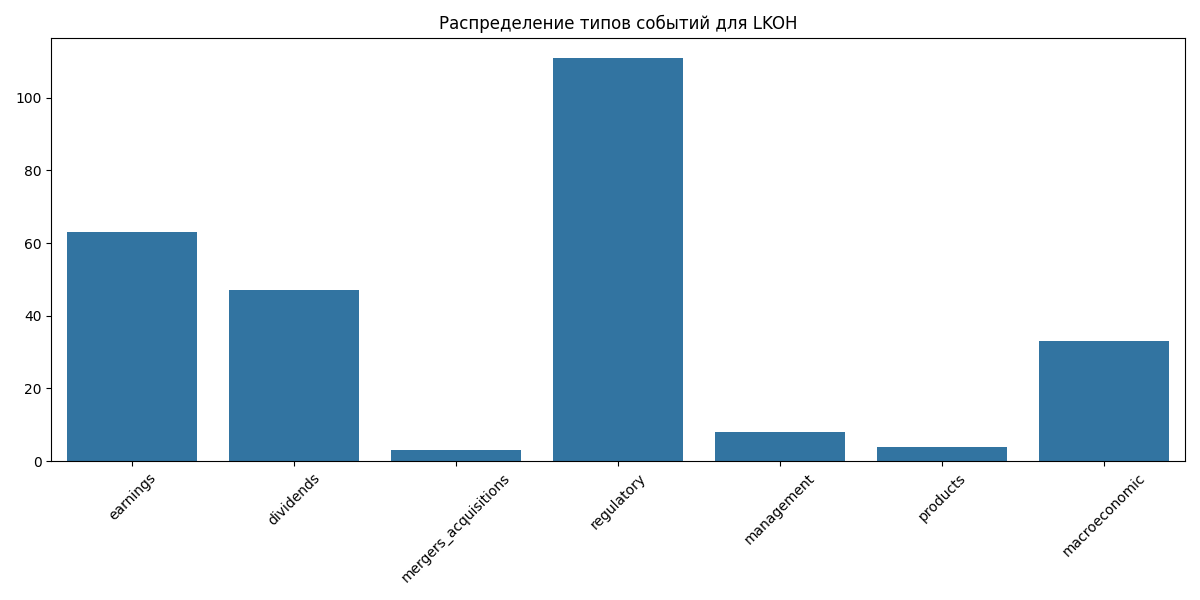 Распределение типов событий для LKOH
100
80
60
40
20
0
earnings
dividends
mergers_acquisitions
regulatory
management
products
macroeconomic